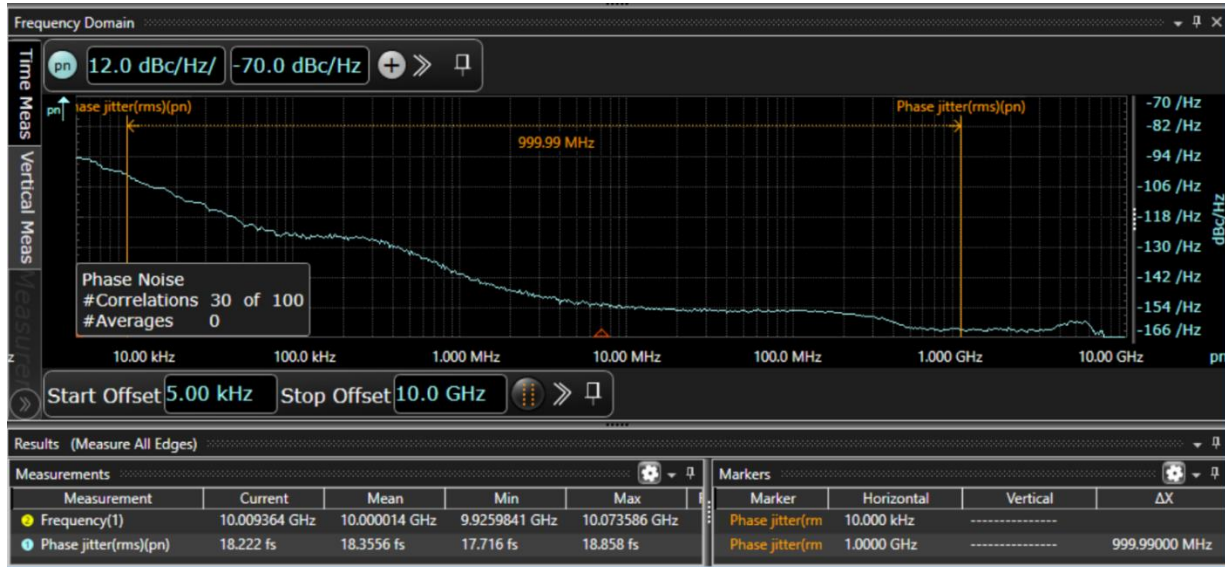 Frequency Domain
Time Meas
Vertical Meas
pn 12.0 dBc/Hz/ -70.0 dBc/Hz
pn ase jitter(rms)(pn) Phase jitter(rms)(pn)
999.99 MHz
-70 /Hz
-82 /Hz
-94 /Hz
-106 /Hz
-118 /Hz
-130 /Hz
-142 /Hz
-154 /Hz
-166 /Hz
dBc/Hz
Phase Noise
#Correlations 30 of 100
#Averages 0
z 10.00 kHz 100.0 kHz 1.000 MHz 10.00 MHz 100.0 MHz 1.000 GHz 10.00 GHz pn
Start Offset 5.00 kHz Stop Offset 10.0 GHz
Results (Measure All Edges)
Measurements
Measurement Current Mean Min Max
2 Frequency(1) 10.009364 GHz 10.000014 GHz 9.9259841 GHz 10.073586 GHz
1 Phase jitter(rms)(pn) 18.222 fs 18.3556 fs 17.716 fs 18.858 fs
Markers
Marker Horizontal Vertical ΔX
Phase jitter(rm 10.000 kHz ---------------
Phase jitter(rm 1.0000 GHz --------------- 999.99000 MHz